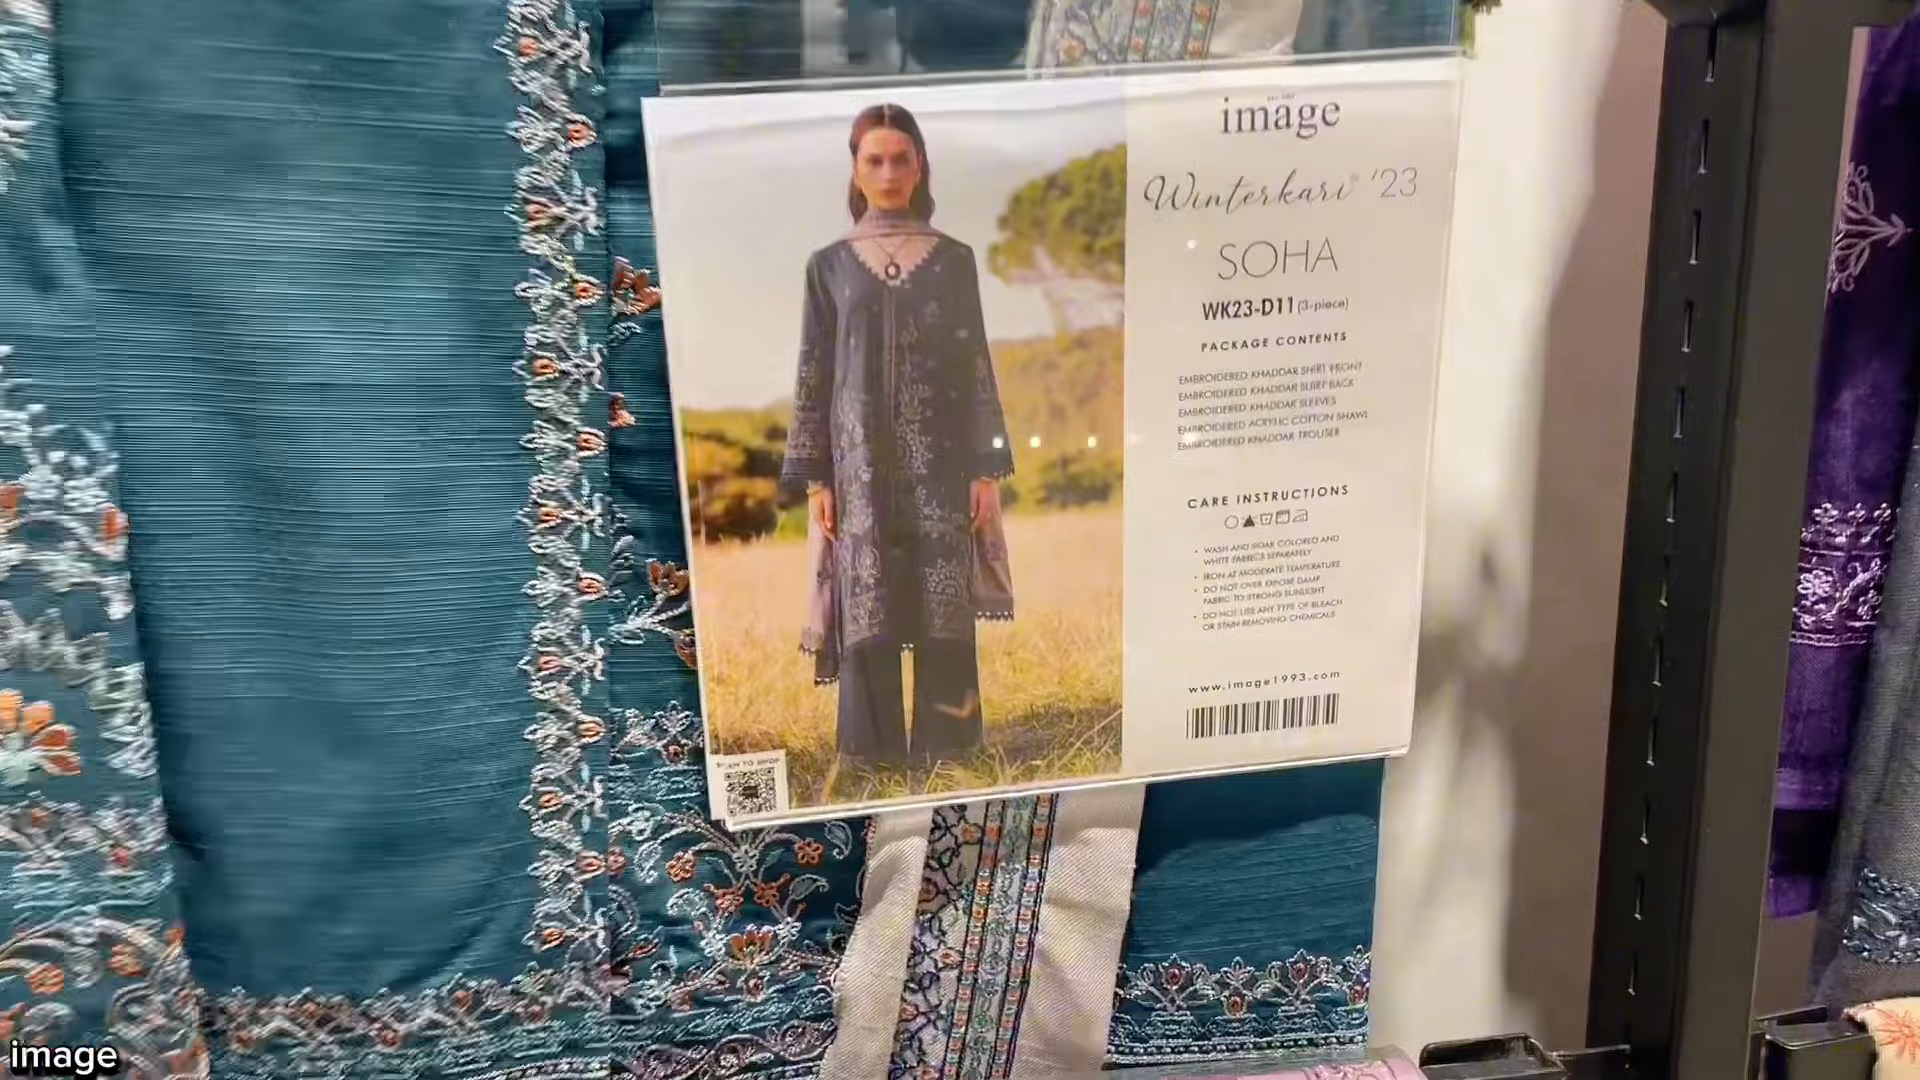 image
Winterkari '23
SOHA
WK23-D11 (3-piece)
PACKAGE CONTENTS
EMBROIDERED KHADDAR SHIRT FRONT
EMBROIDERED KHADDAR SHIRT BACK
EMBROIDERED KHADDAR SLEEVES
EMBROIDERED ACRYLIC COTTON SHAWL
EMBROIDERED KHADDAR TROUSER
CARE INSTRUCTIONS
• WASH AND SOAK COLORED AND
WHITE FABRICS SEPARATELY
• IRON AT MODERATE TEMPERATURE
• DO NOT OVER EXPOSE DAMP
FABRIC TO STRONG SUNLIGHT
• DO NOT USE ANY TYPE OF BLEACH
OR STAIN REMOVING CHEMICALS
www.image1993.com
SCAN TO SHOP
image